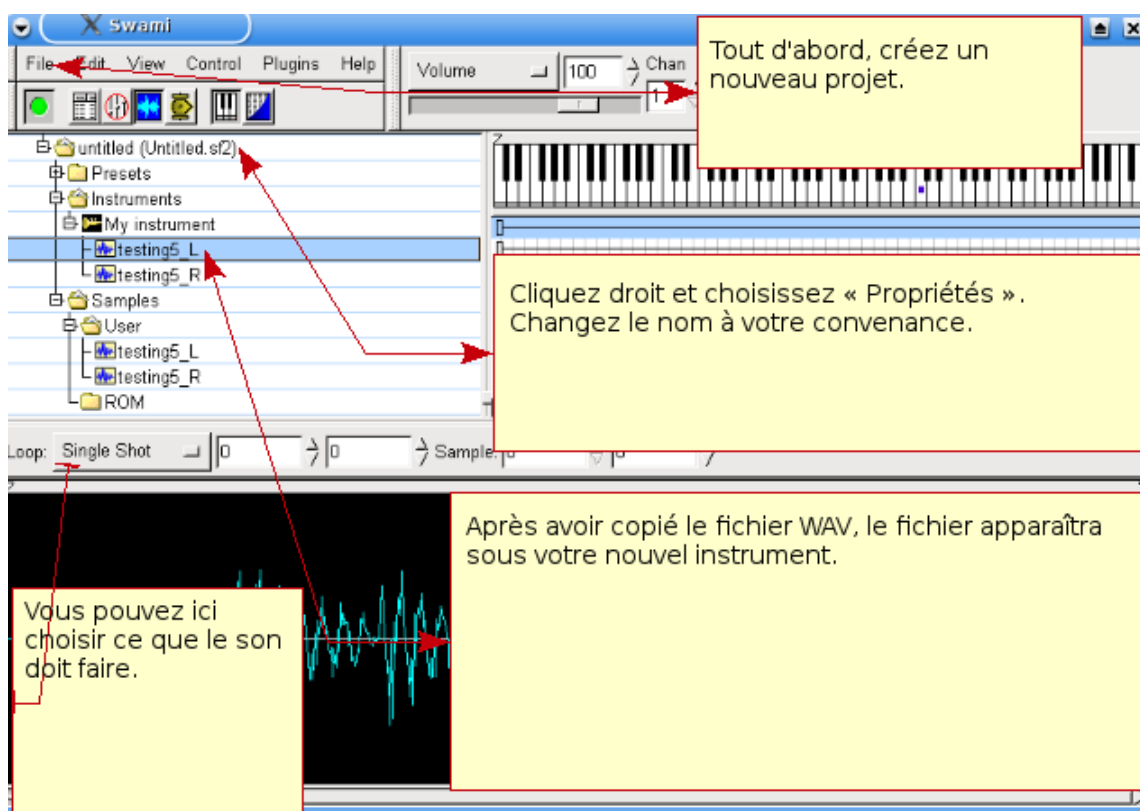 Swami
File Edit View Control Plugins Help
Volume 100 Chan
1
Tout d'abord, créez un
nouveau projet.
untitled (Untitled.sf2)
Presets
Instruments
My instrument
testing5_L
testing5_R
Samples
User
testing5_L
testing5_R
ROM
Cliquez droit et choisissez « Propriétés ».
Changez le nom à votre convenance.
Loop: Single Shot 0 0 Sample: 0 0
Après avoir copié le fichier WAV, le fichier apparaîtra
sous votre nouvel instrument.
Vous pouvez ici
choisir ce que le son
doit faire.